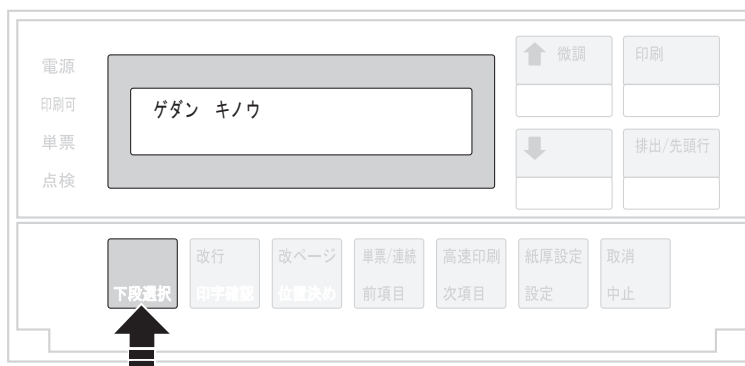 電源
印刷可
単票
点検
ゲダン キノウ
微調
印刷
排出/先頭行
下段選択
改行
印字確認
改ページ
位置決め
単票/連続
前項目
高速印刷
次項目
紙厚設定
設定
取消
中止